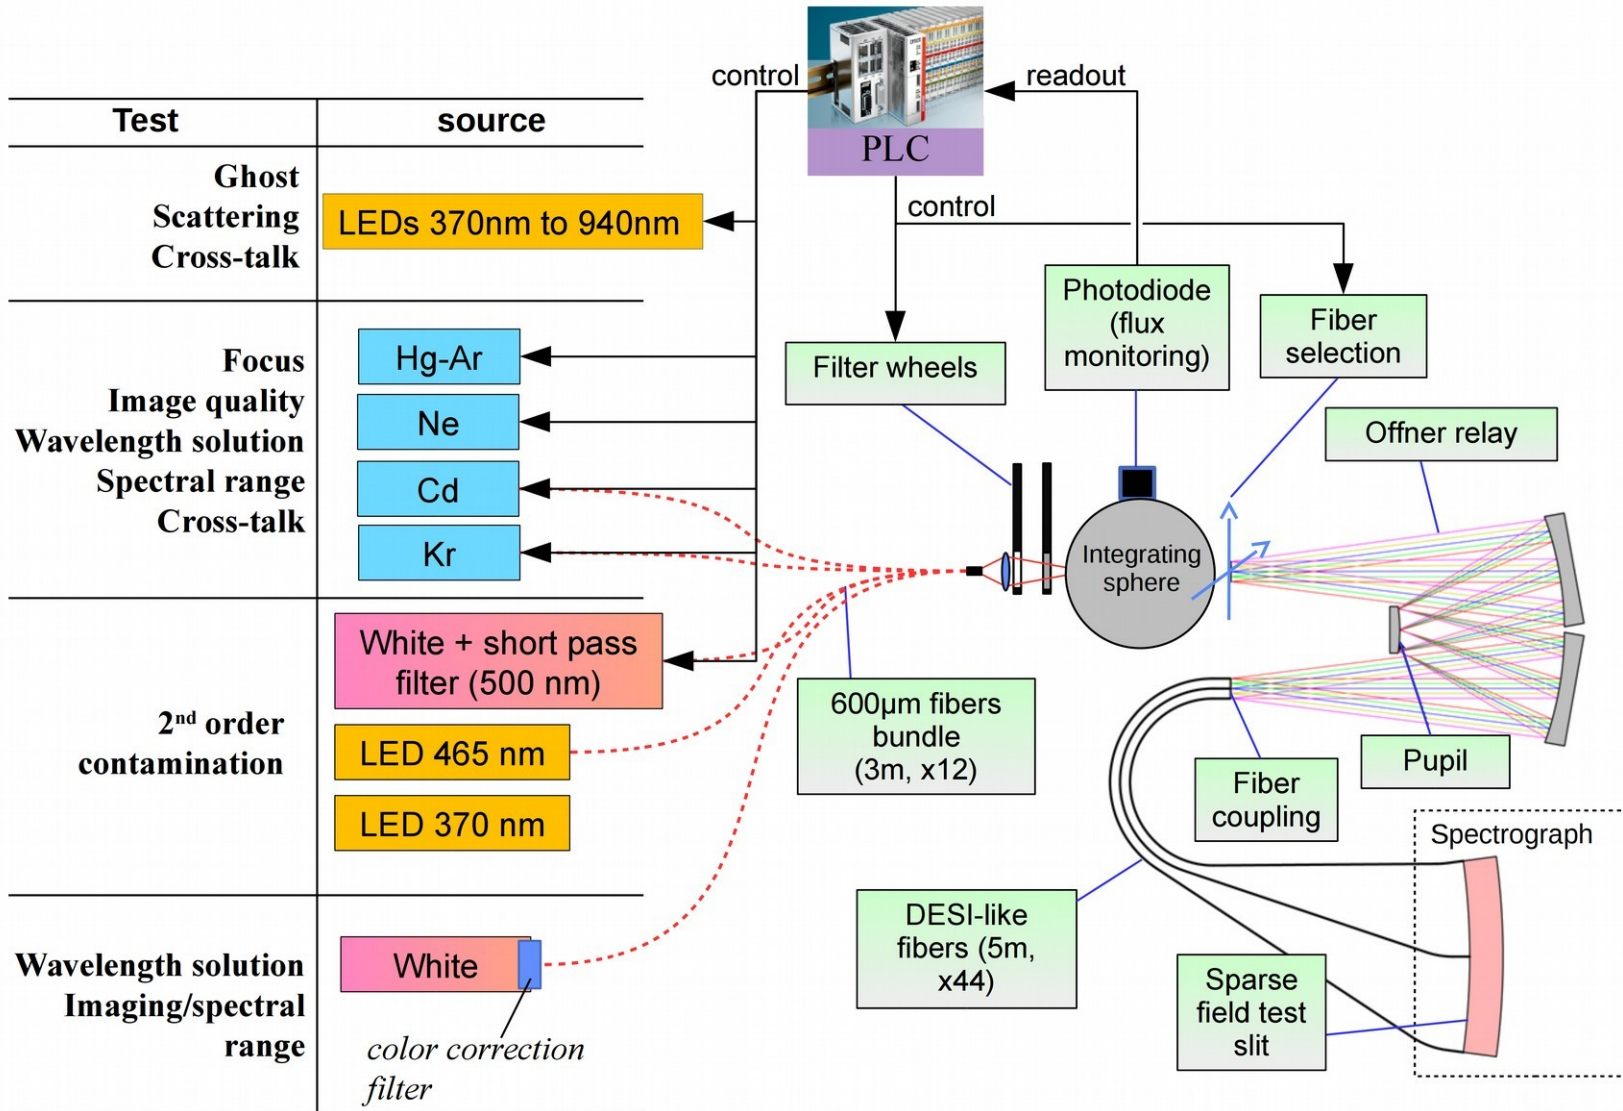 control
readout
PLC
control
Test
source
Ghost
Scattering
Cross-talk
LEDs 370nm to 940nm
Focus
Image quality
Wavelength solution
Spectral range
Cross-talk
Hg-Ar
Ne
Cd
Kr
2nd order
contamination
White + short pass
filter (500 nm)
LED 465 nm
LED 370 nm
Wavelength solution
Imaging/spectral
range
White
color correction
filter
Filter wheels
Photodiode
(flux
monitoring)
Fiber
selection
Offner relay
Integrating
sphere
600µm fibers
bundle
(3m, x12)
Pupil
Fiber
coupling
DESI-like
fibers (5m,
x44)
Spectrograph
Sparse
field test
slit